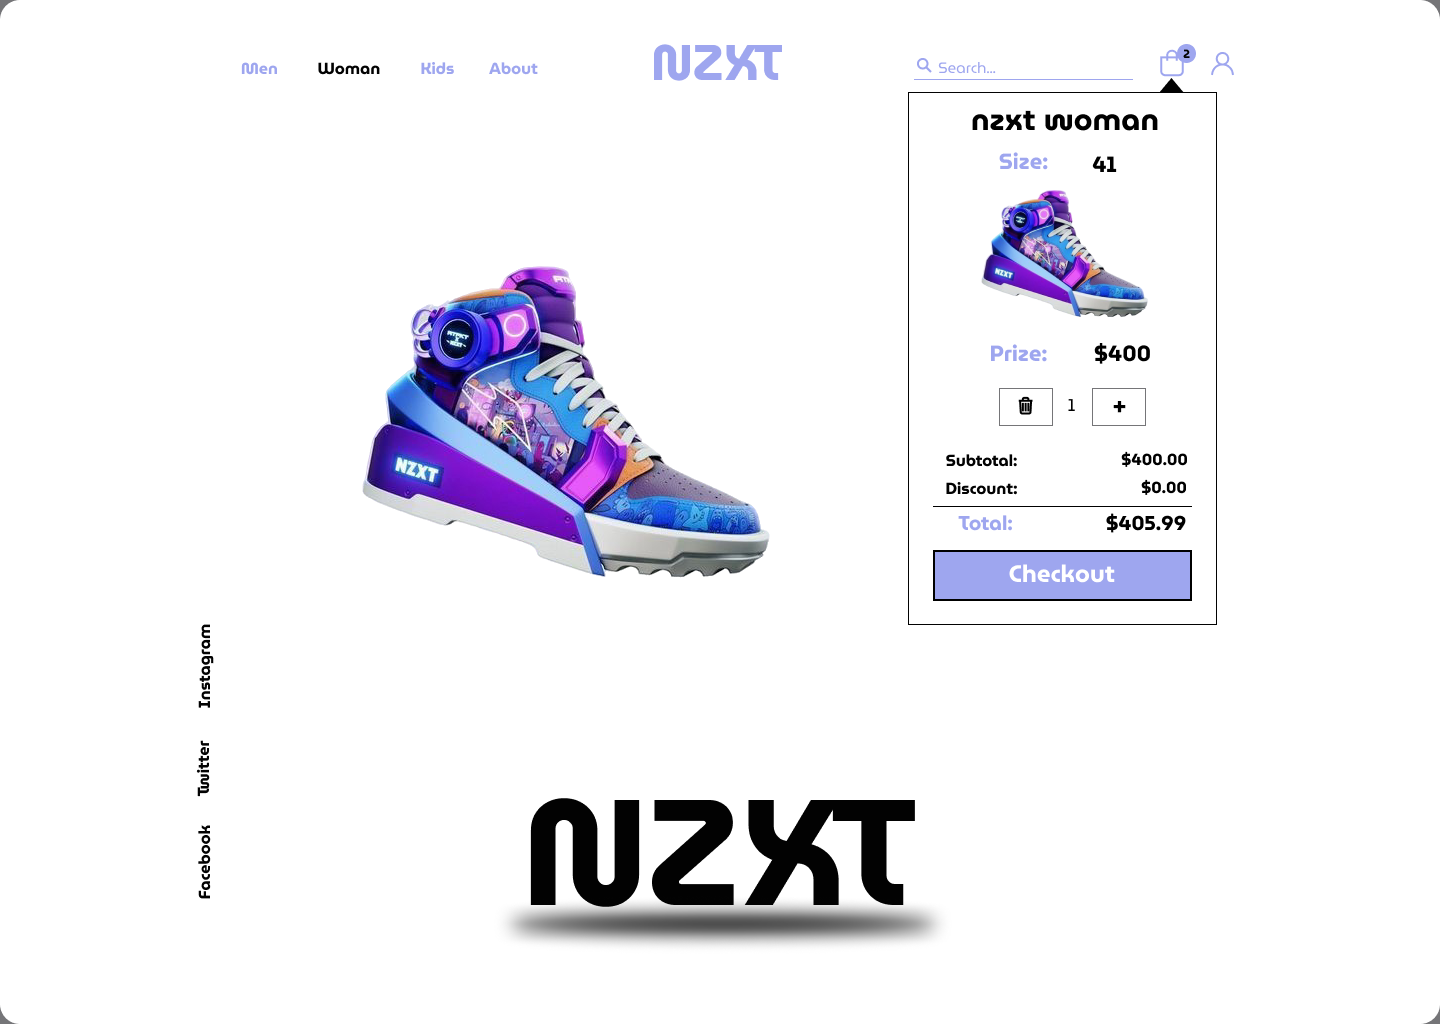 Men Woman Kids About
NZXT
Search...
2
nzxt woman
Size: 41
NZXT
Prize: $400
1 +
Subtotal: $400.00
Discount: $0.00
Total: $405.99
Checkout
NZXT
Instagram
Twitter
Facebook
NZXT